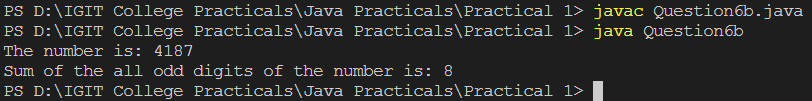 PS D:\IGIT College Practicals\Java Practicals\Practical 1> javac Question6b.java
PS D:\IGIT College Practicals\Java Practicals\Practical 1> java Question6b
The number is: 4187
Sum of the all odd digits of the number is: 8
PS D:\IGIT College Practicals\Java Practicals\Practical 1>